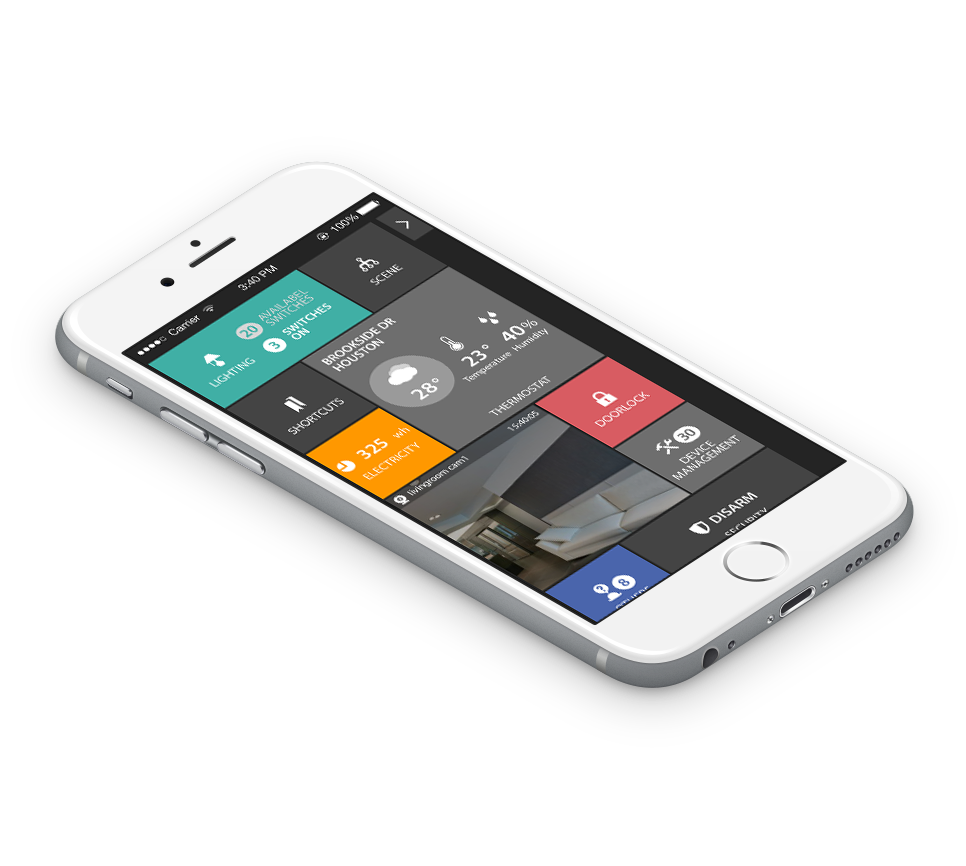 Carrier
3:40 PM
100%
20 AVAILABEL
SWITCHES
3 SWITCHES
ON
LIGHTING
SCENE
SHORTCUTS
BROOKSIDE DR
HOUSTON
28°
23°
Temperature
40%
Humidity
THERMOSTAT
325 wh
ELECTRICITY
livingroom cam1
15:40:05
DOORLOCK
30
DEVICE
MANAGEMENT
DISARM
SECURITY
8